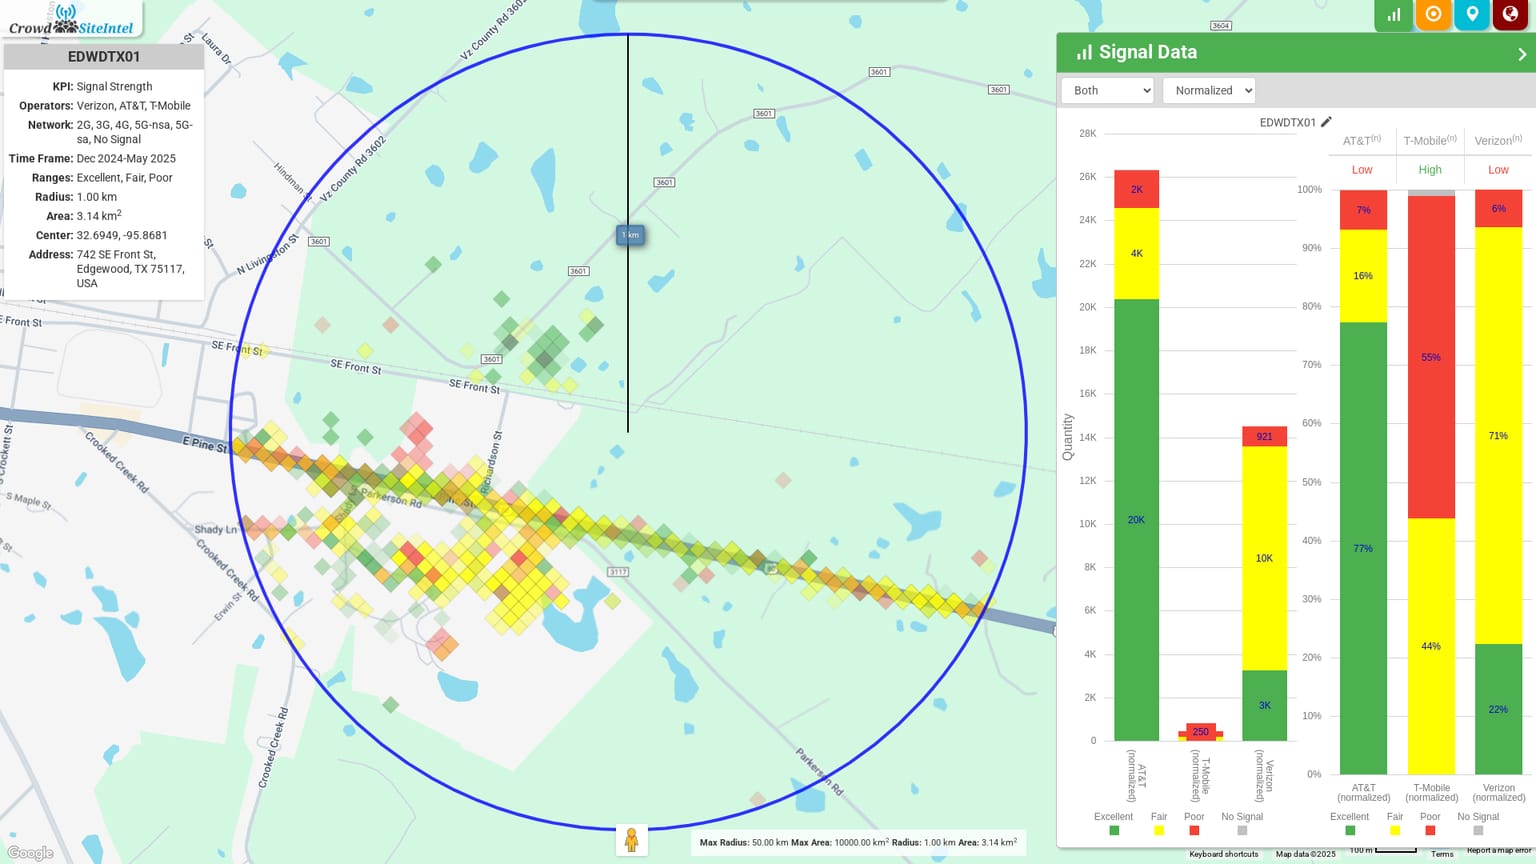 CrowdSiteIntel
EDWDTX01
KPI: Signal Strength
Operators: Verizon, AT&T, T-Mobile
Network: 2G, 3G, 4G, 5G-nsa, 5G-
sa, No Signal
Time Frame: Dec 2024-May 2025
Ranges: Excellent, Fair, Poor
Radius: 1.00 km
Area: 3.14 km2
Center: 32.6949, -95.8681
Address: 742 SE Front St,
Edgewood, TX 75117,
USA
Laura Dr
Vz County Rd 3602
Vz County Rd 3602
Hindman St
N Livingston St
3604
3601
3601
3601
3601
3601
3601
3601
1 km
E Front St
SE Front St
SE Front St
SE Front St
E Pine St
Crooked Creek Rd
Crockett St
S Maple St
Shady Ln
Crooked Creek Rd
Erwin St
Crooked Creek Rd
S Parkerson Rd
Richardson St
3117
Parkerson Rd
Google
Max Radius: 50.00 km Max Area: 10000.00 km2 Radius: 1.00 km Area: 3.14 km2
Signal Data
Both
Normalized
EDWDTX01
28K
26K
24K
22K
20K
18K
16K
14K
12K
10K
8K
6K
4K
2K
0
Quantity
2K
4K
20K
250
921
10K
3K
AT&T
(normalized)
T-Mobile
(normalized)
Verizon
(normalized)
Excellent
Fair
Poor
No Signal
AT&T(n)
T-Mobile(n)
Verizon(n)
Low
High
Low
100%
90%
80%
70%
60%
50%
40%
30%
20%
10%
0%
7%
16%
77%
55%
44%
6%
71%
22%
AT&T
(normalized)
T-Mobile
(normalized)
Verizon
(normalized)
Excellent
Fair
Poor
No Signal
Keyboard shortcuts
Map data ©2025
100 m
Terms
Report a map error